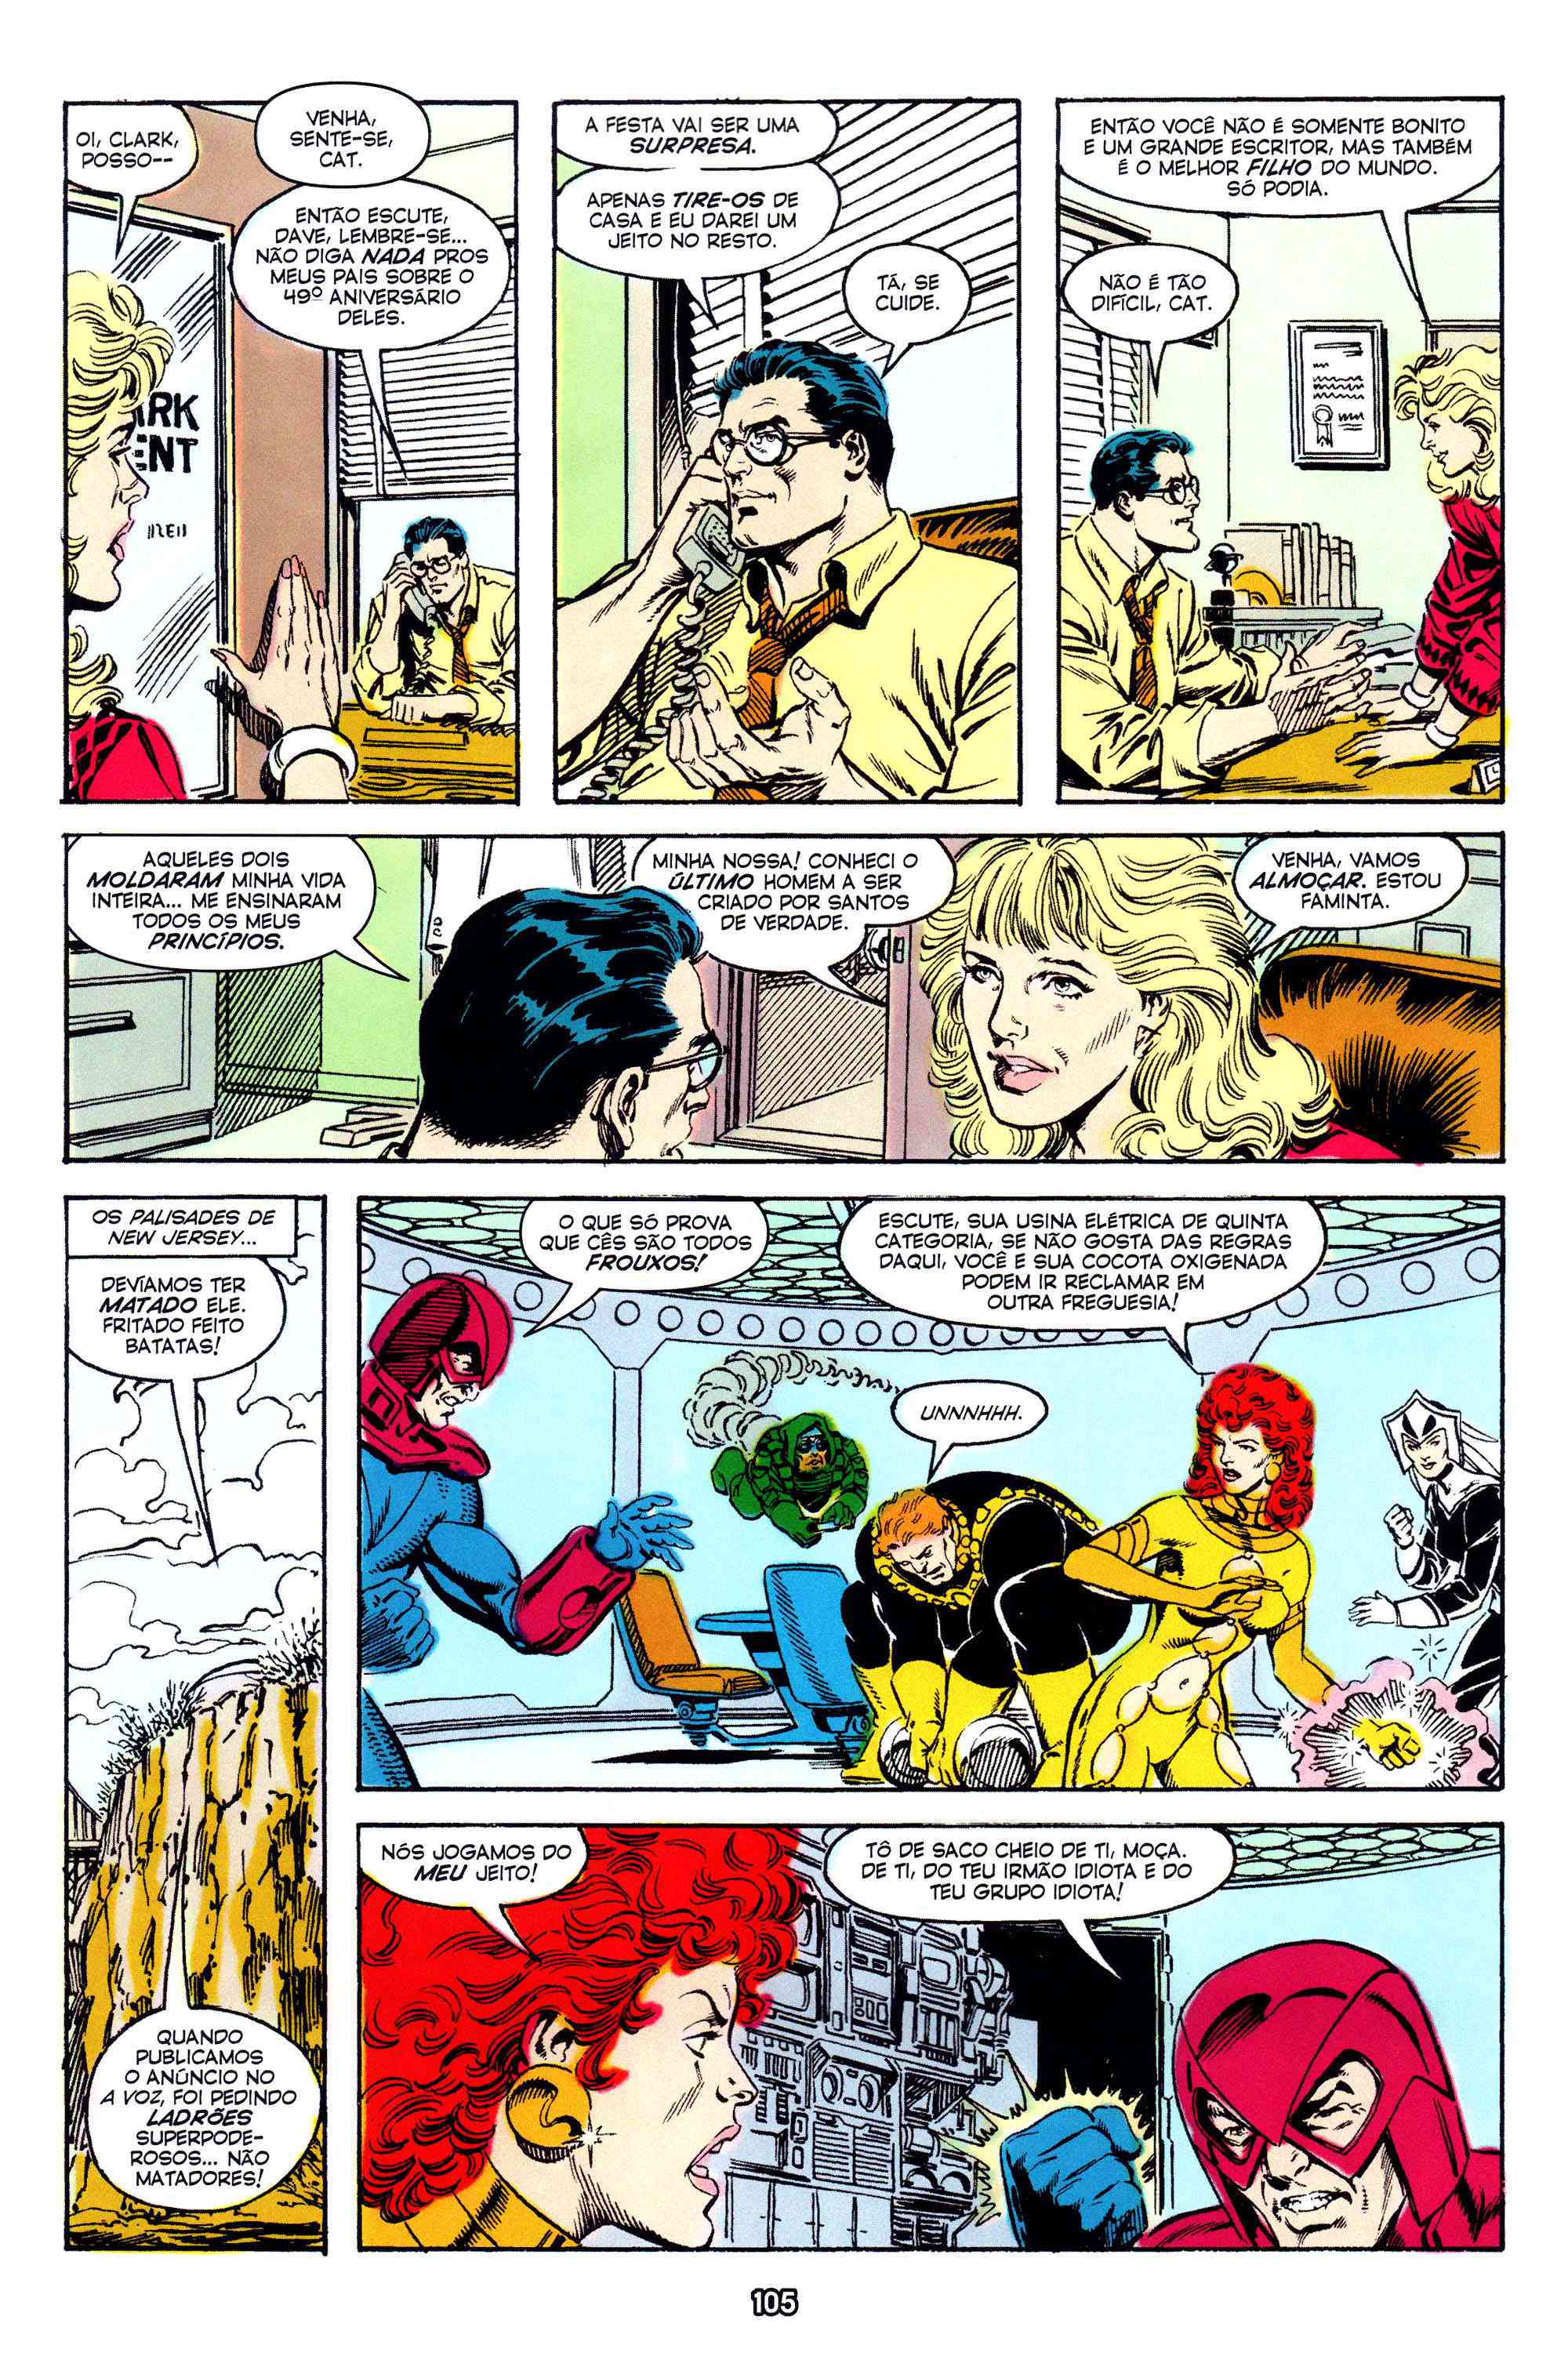 OI, CLARK,
POSSO--
VENHA,
SENTE-SE,
CAT.
ENTÃO ESCUTE,
DAVE, LEMBRE-SE...
NÃO DIGA NADA PROS
MEUS PAIS SOBRE O
49º ANIVERSÁRIO
DELES.
ARK
ENT
A FESTA VAI SER UMA
SURPRESA.
APENAS TIRE-OS DE
CASA E EU DAREI UM
JEITO NO RESTO.
TÁ, SE
CUIDE.
ENTÃO VOCÊ NÃO É SOMENTE BONITO
E UM GRANDE ESCRITOR, MAS TAMBÉM
É O MELHOR FILHO DO MUNDO.
SÓ PODIA.
NÃO É TÃO
DIFÍCIL, CAT.
AQUELES DOIS
MOLDARAM MINHA VIDA
INTEIRA... ME ENSINARAM
TODOS OS MEUS
PRINCÍPIOS.
MINHA NOSSA! CONHECI O
ÚLTIMO HOMEM A SER
CRIADO POR SANTOS
DE VERDADE.
VENHA, VAMOS
ALMOÇAR. ESTOU
FAMINTA.
OS PALISADES DE
NEW JERSEY...
DEVÍAMOS TER
MATADO ELE.
FRITADO FEITO
BATATAS!
QUANDO
PUBLICAMOS
O ANÚNCIO NO
A VOZ, FOI PEDINDO
LADRÕES
SUPERPODE-
ROSOS... NÃO
MATADORES!
O QUE SÓ PROVA
QUE CÊS SÃO TODOS
FROUXOS!
ESCUTE, SUA USINA ELÉTRICA DE QUINTA
CATEGORIA, SE NÃO GOSTA DAS REGRAS
DAQUI, VOCÊ E SUA COCOTA OXIGENADA
PODEM IR RECLAMAR EM
OUTRA FREGUESIA!
UNNNHHH.
NÓS JOGAMOS DO
MEU JEITO!
TÔ DE SACO CHEIO DE TI, MOÇA.
DE TI, DO TEU IRMÃO IDIOTA E DO
TEU GRUPO IDIOTA!
105